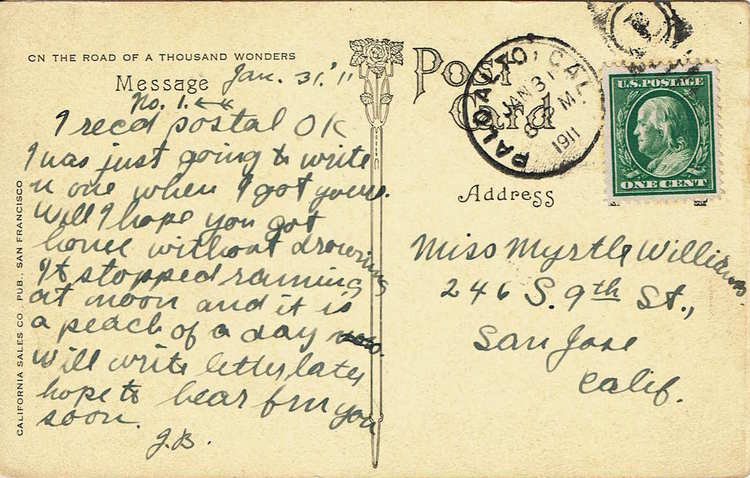 ON THE ROAD OF A THOUSAND WONDERS
Message
Jan. 31. '11
No. 1.
I recd postal OK
I was just going to write
u one when I got yours.
Will I hope you got
home without drowning
It stopped raining
at noon and it is
a peach of a day now.
Will write letter later
hope to hear frm you
soon.
J.B.
CALIFORNIA SALES CO., PUB., SAN FRANCISCO
Post
Card
PALO ALTO, CAL.
JAN 31
8 M
1911
U.S. POSTAGE
ONE CENT
Address
Miss Myrtle Williams
246 S. 9th St.,
San Jose
Calif.